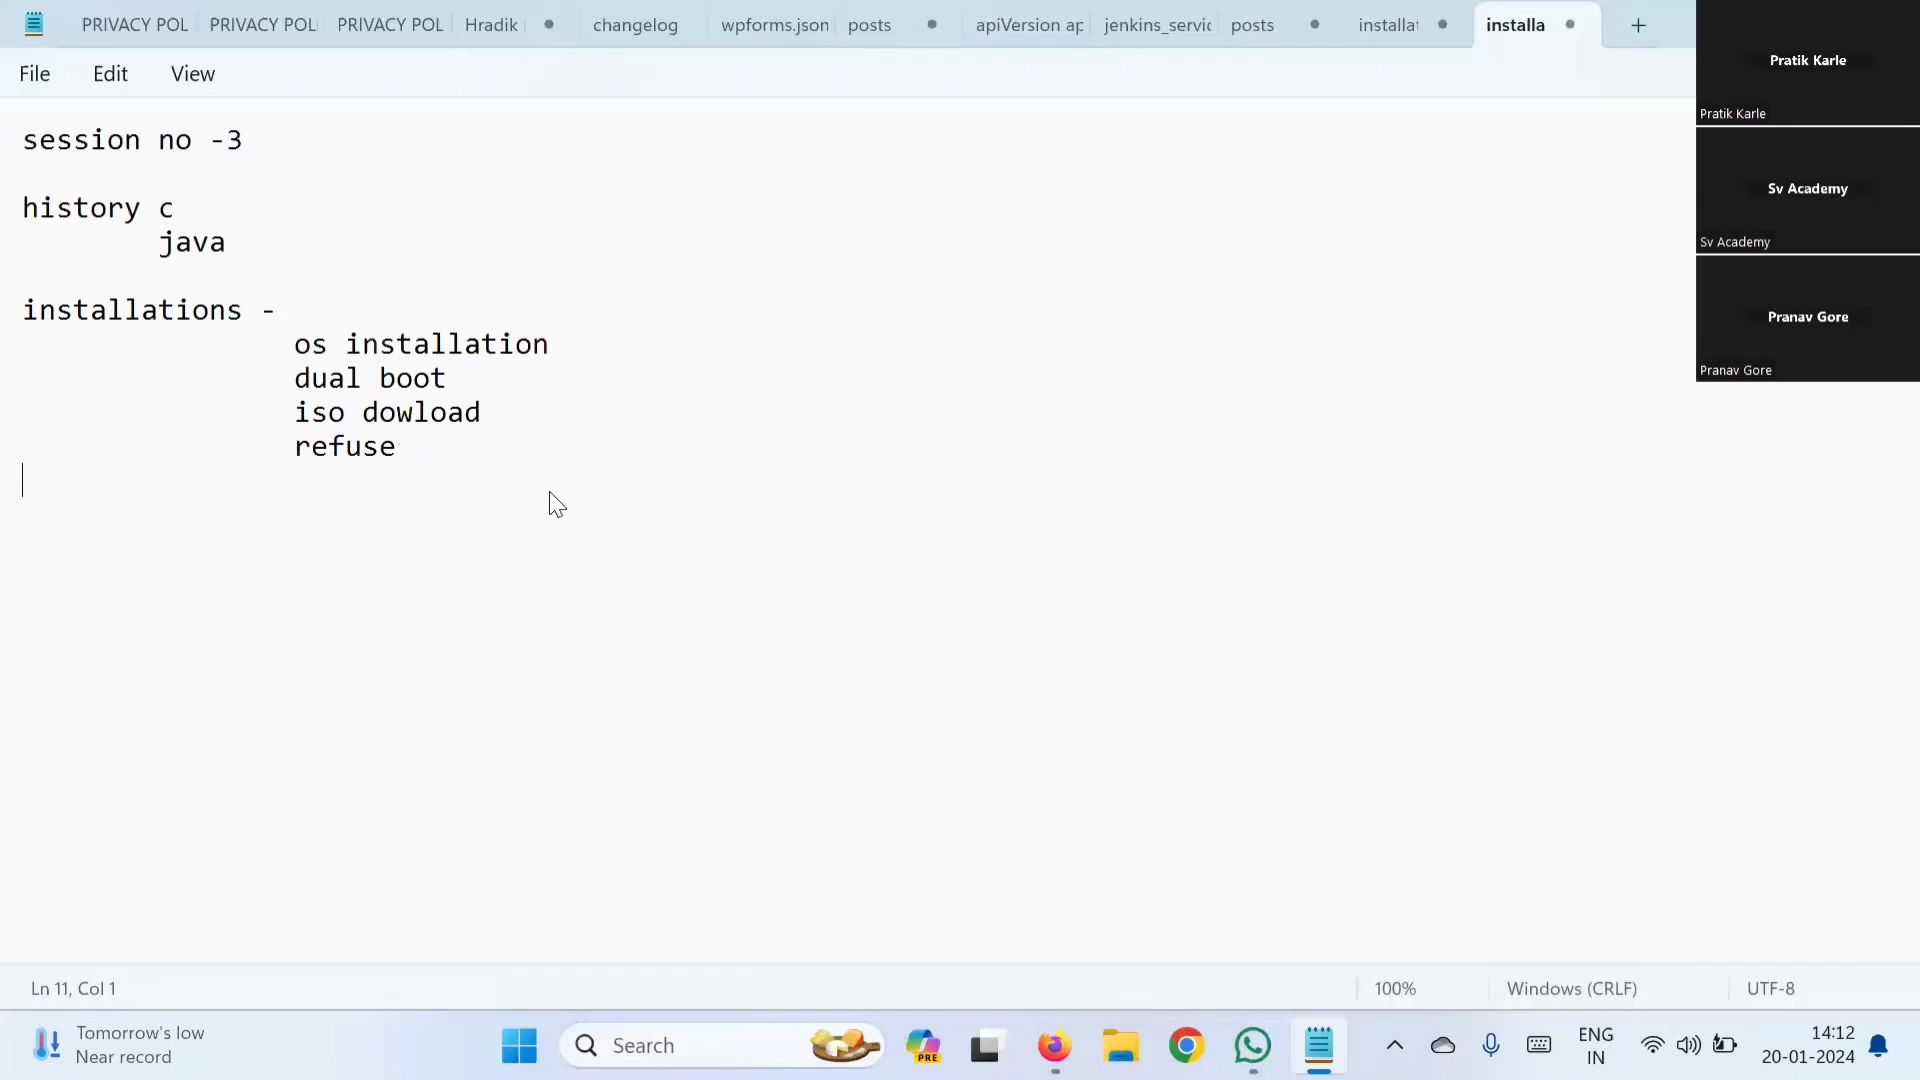 PRIVACY POL PRIVACY POL PRIVACY POL Hradik changelog wpforms.json posts apiVersion ap jenkins_servic posts installat installa
File Edit View
session no -3
history c
java
installations -
os installation
dual boot
iso dowload
refuse
Pratik Karle
Pratik Karle
Sv Academy
Sv Academy
Pranav Gore
Pranav Gore
Ln 11, Col 1 100% Windows (CRLF) UTF-8
Tomorrow's low
Near record
Search
PRE
ENG
IN
14:12
20-01-2024